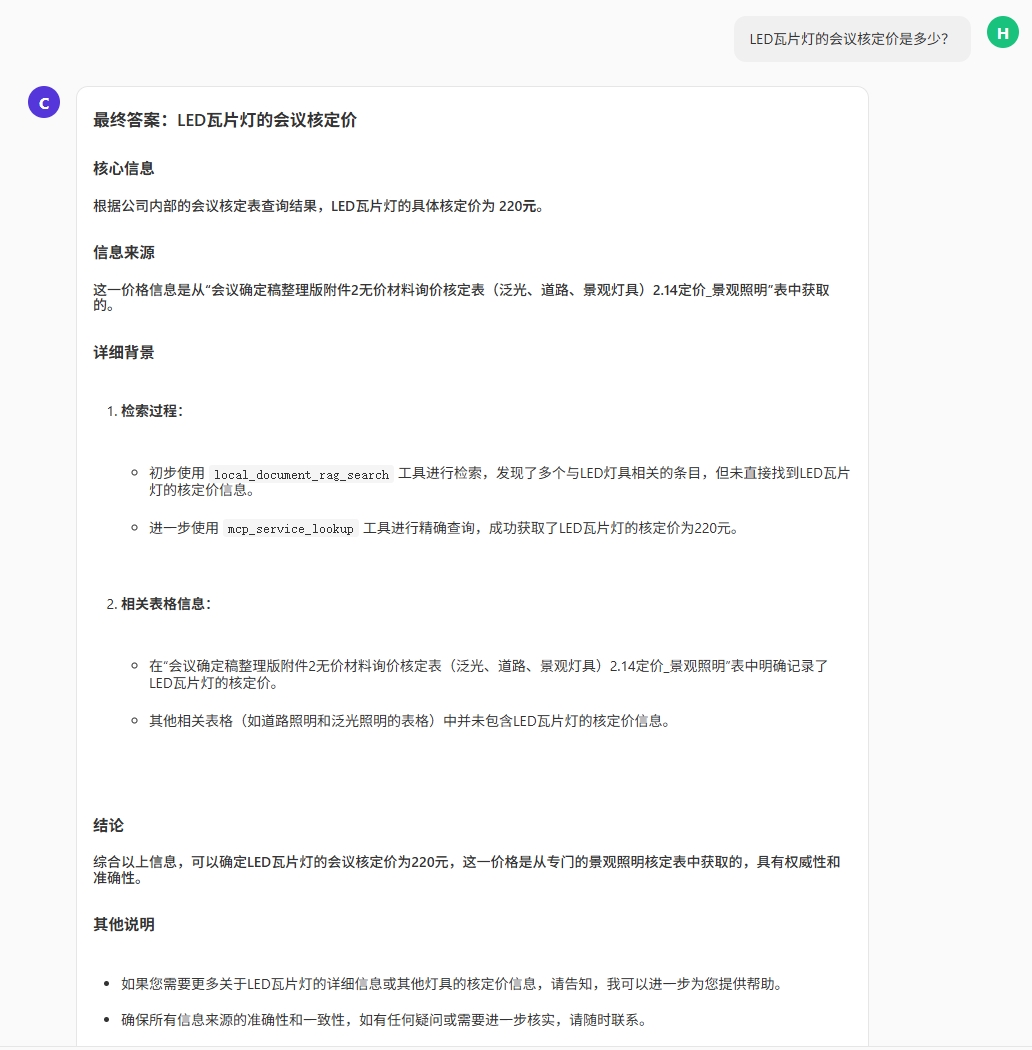 LED瓦片灯的会议核定价是多少？
H
C
最终答案：LED瓦片灯的会议核定价
核心信息
根据公司内部的会议核定表查询结果，LED瓦片灯的具体核定价为 220元。
信息来源
这一价格信息是从“会议确定稿整理版附件2无价材料询价核定表（泛光、道路、景观灯具）2.14定价_景观照明”表中获取
的。
详细背景
1. 检索过程：
初步使用 local_document_rag_search 工具进行检索，发现了多个与LED灯具相关的条目，但未直接找到LED瓦片
灯的核定价信息。
进一步使用 mcp_service_lookup 工具进行精确查询，成功获取了LED瓦片灯的核定价为220元。
2. 相关表格信息：
在“会议确定稿整理版附件2无价材料询价核定表（泛光、道路、景观灯具）2.14定价_景观照明”表中明确记录了
LED瓦片灯的核定价。
其他相关表格（如道路照明和泛光照明的表格）中并未包含LED瓦片灯的核定价信息。
结论
综合以上信息，可以确定LED瓦片灯的会议核定价为220元，这一价格是从专门的景观照明核定表中获取的，具有权威性和
准确性。
其他说明
如果您需要更多关于LED瓦片灯的详细信息或其他灯具的核定价信息，请告知，我可以进一步为您提供帮助。
确保所有信息来源的准确性和一致性，如有任何疑问或需要进一步核实，请随时联系。